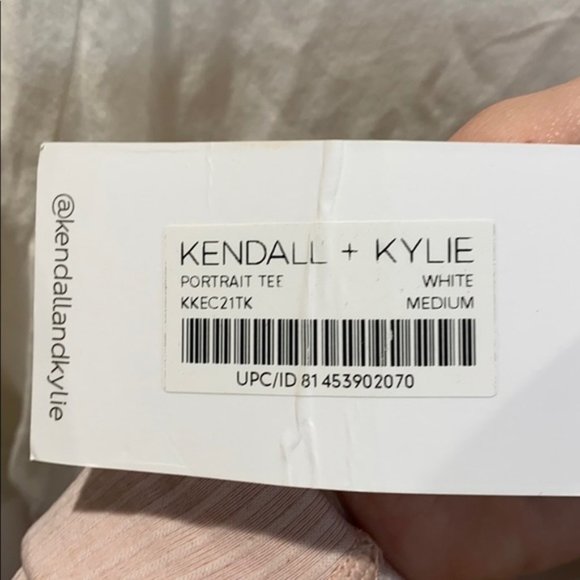 @kendallandkylie
KENDALL + KYLIE
PORTRAIT TEE WHITE
KKEC21TK MEDIUM
UPC/ID 81453902070